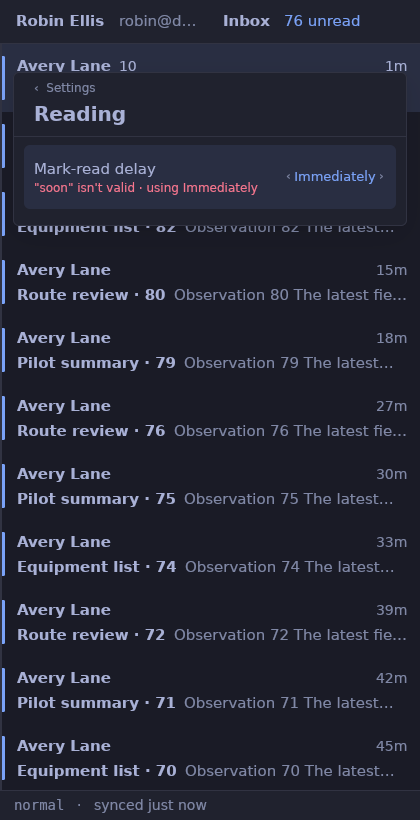 Robin Ellis robin@d… Inbox 76 unread
Avery Lane 10 1m
‹ Settings
Reading
Mark-read delay
"soon" isn't valid · using Immediately
‹ Immediately ›
Equipment list · 82 Observation 82 The latest…
Avery Lane 15m
Route review · 80 Observation 80 The latest fie…
Avery Lane 18m
Pilot summary · 79 Observation 79 The latest…
Avery Lane 27m
Route review · 76 Observation 76 The latest fie…
Avery Lane 30m
Pilot summary · 75 Observation 75 The latest…
Avery Lane 33m
Equipment list · 74 Observation 74 The latest…
Avery Lane 39m
Route review · 72 Observation 72 The latest fie…
Avery Lane 42m
Pilot summary · 71 Observation 71 The latest…
Avery Lane 45m
Equipment list · 70 Observation 70 The latest…
normal · synced just now